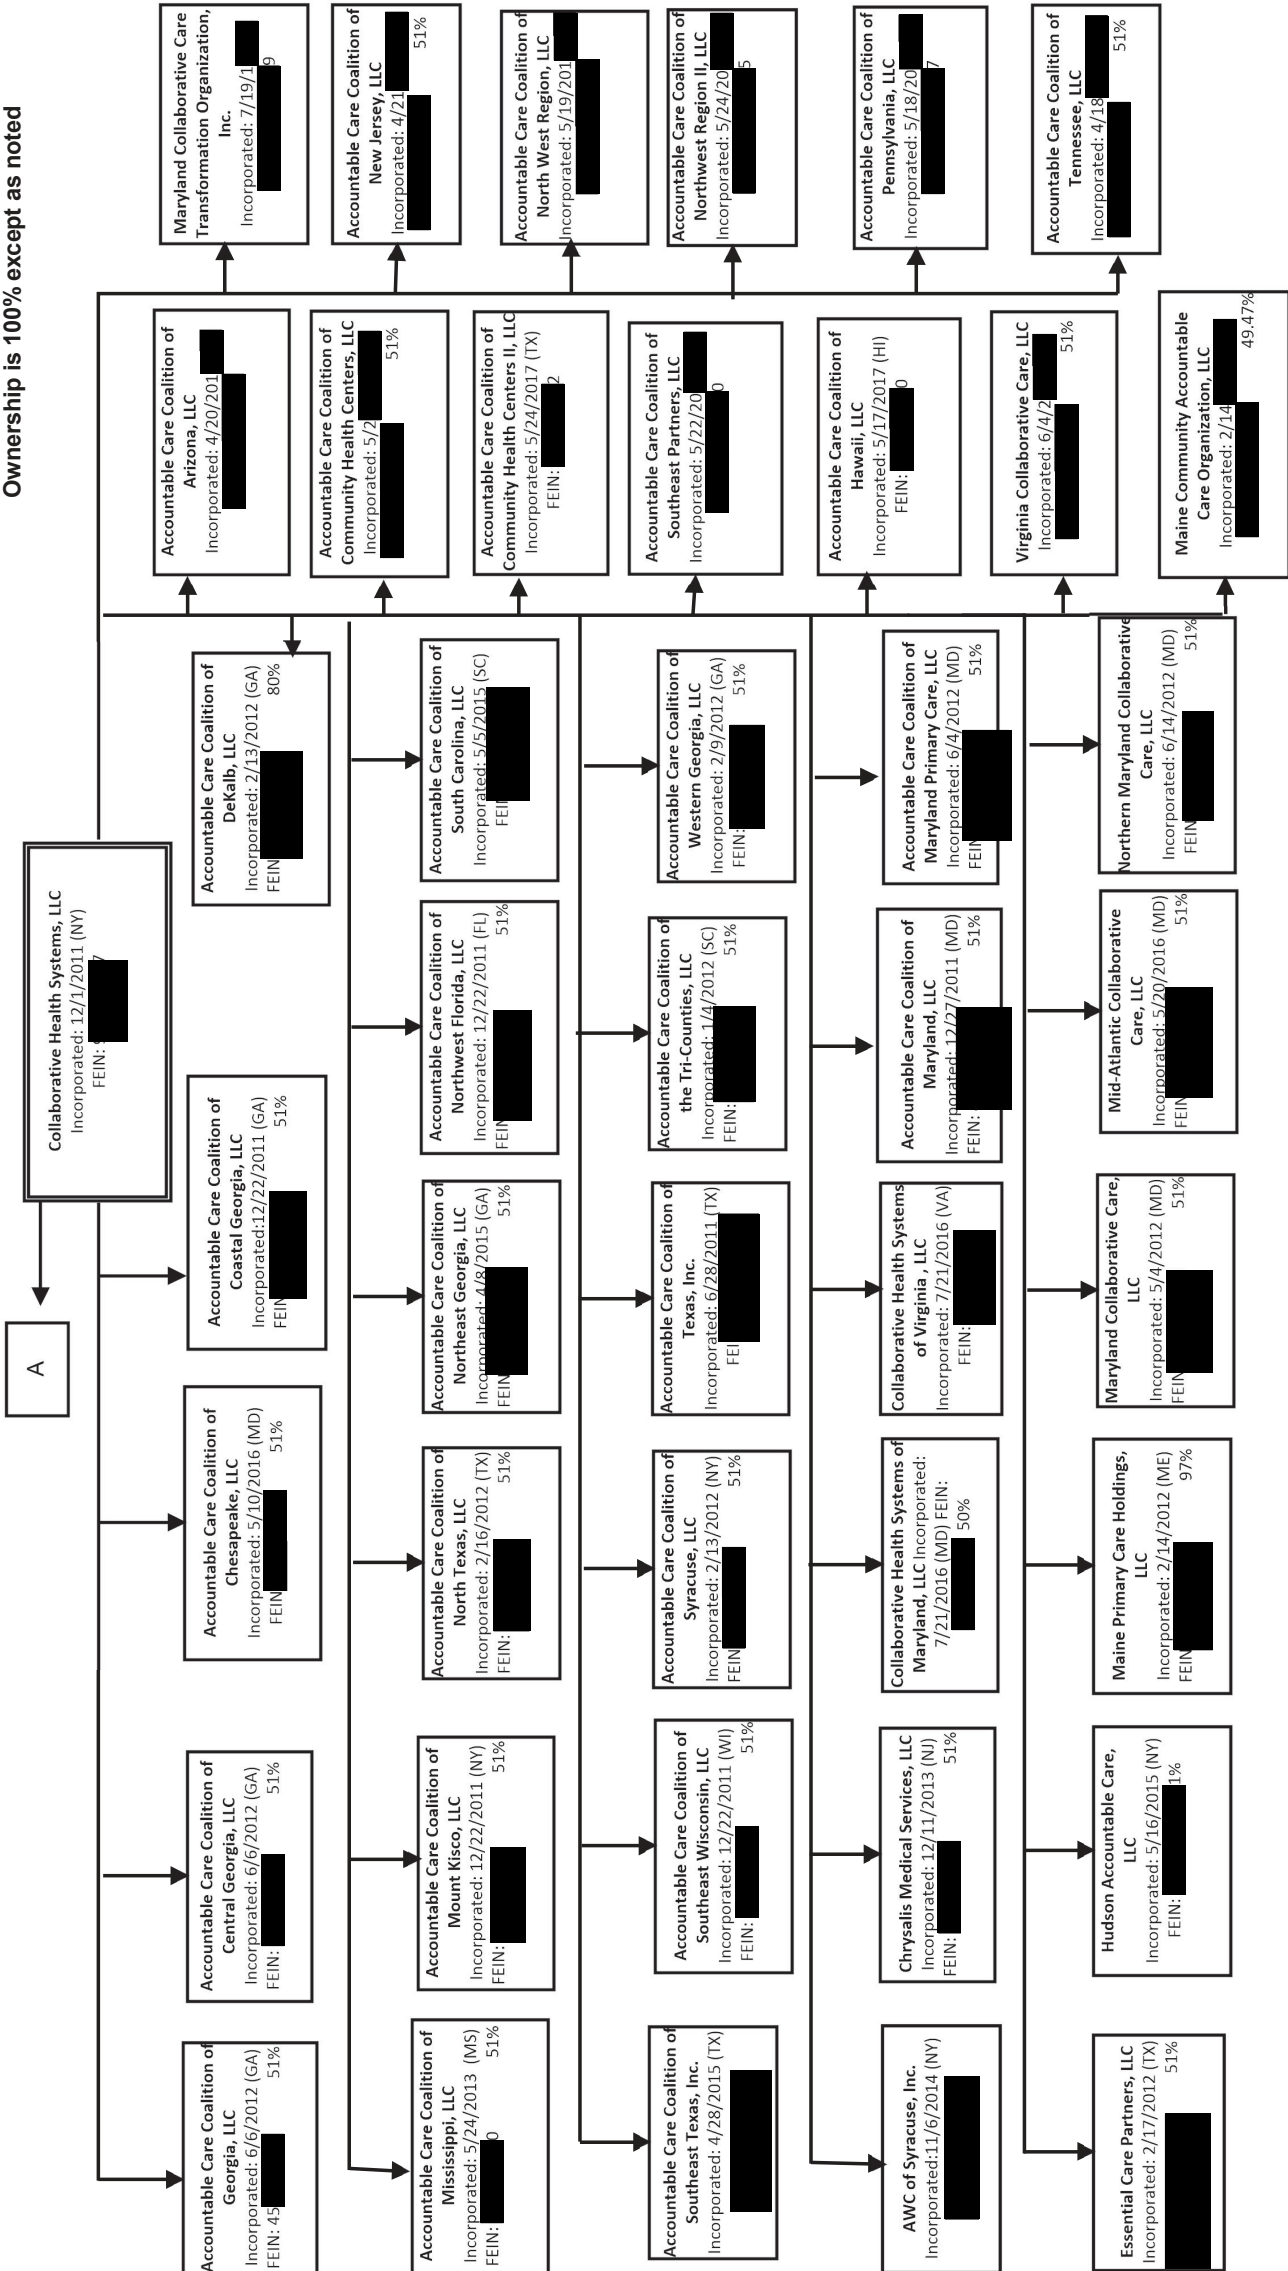 Ownership is 100% except as noted
A
Collaborative Health Systems, LLC
Incorporated: 12/1/2011 (NY)
FEIN:
7
Accountable Care Coalition of
Georgia, LLC
Incorporated: 6/6/2012 (GA)
FEIN: 45
51%
Accountable Care Coalition of
Central Georgia, LLC
Incorporated: 6/6/2012 (GA)
FEIN:
51%
Accountable Care Coalition of
Chesapeake, LLC
Incorporated: 5/10/2016 (MD)
FEIN
51%
Accountable Care Coalition of
Coastal Georgia, LLC
Incorporated:12/22/2011 (GA)
FEIN
51%
Accountable Care Coalition of
DeKalb, LLC
Incorporated: 2/13/2012 (GA)
FEIN
80%
Accountable Care Coalition of
Mississippi, LLC
Incorporated: 5/24/2013 (MS)
FEIN:
0
51%
Accountable Care Coalition of
Mount Kisco, LLC
Incorporated: 12/22/2011 (NY)
FEIN:
51%
Accountable Care Coalition of
North Texas, LLC
Incorporated: 2/16/2012 (TX)
FEIN:
51%
Accountable Care Coalition of
Northeast Georgia, LLC
Incorporated: 4/8/2015 (GA)
FEIN
51%
Accountable Care Coalition of
Northwest Florida, LLC
Incorporated: 12/22/2011 (FL)
FEIN
51%
Accountable Care Coalition of
South Carolina, LLC
Incorporated: 5/5/2015 (SC)
FEI
Accountable Care Coalition of
Southeast Texas, Inc.
Incorporated: 4/28/2015 (TX)
Accountable Care Coalition of
Southeast Wisconsin, LLC
Incorporated: 12/22/2011 (WI)
FEIN:
51%
Accountable Care Coalition of
Syracuse, LLC
Incorporated: 2/13/2012 (NY)
FEIN
51%
Accountable Care Coalition of
Texas, Inc.
Incorporated: 6/28/2011 (TX)
FEI
Accountable Care Coalition of
the Tri-Counties, LLC
Incorporated: 1/4/2012 (SC)
FEIN:
51%
Accountable Care Coalition of
Western Georgia, LLC
Incorporated: 2/9/2012 (GA)
FEIN:
51%
AWC of Syracuse, Inc.
Incorporated:11/6/2014 (NY)
Chrysalis Medical Services, LLC
Incorporated: 12/11/2013 (NJ)
FEIN:
51%
Collaborative Health Systems of
Maryland, LLC Incorporated:
7/21/2016 (MD) FEIN:
50%
Collaborative Health Systems
of Virginia , LLC
Incorporated: 7/21/2016 (VA)
FEIN:
Accountable Care Coalition of
Maryland, LLC
Incorporated: 12/27/2011 (MD)
FEIN:
51%
Accountable Care Coalition of
Maryland Primary Care, LLC
Incorporated: 6/4/2012 (MD)
FEIN
51%
Essential Care Partners, LLC
Incorporated: 2/17/2012 (TX)
51%
Hudson Accountable Care,
LLC
Incorporated: 5/16/2015 (NY)
FEIN:
1%
Maine Primary Care Holdings,
LLC
Incorporated: 2/14/2012 (ME)
FEIN
97%
Maryland Collaborative Care,
LLC
Incorporated: 5/4/2012 (MD)
FEIN
51%
Mid-Atlantic Collaborative
Care, LLC
Incorporated: 5/20/2016 (MD)
FEIN
51%
Northern Maryland Collaborative
Care, LLC
Incorporated: 6/14/2012 (MD)
FEIN
51%
Accountable Care Coalition of
Arizona, LLC
Incorporated: 4/20/201
Accountable Care Coalition of
Community Health Centers, LLC
Incorporated: 5/2
51%
Accountable Care Coalition of
Community Health Centers II, LLC
Incorporated: 5/24/2017 (TX)
FEIN:
2
Accountable Care Coalition of
Southeast Partners, LLC
Incorporated: 5/22/20
0
Accountable Care Coalition of
Hawaii, LLC
Incorporated: 5/17/2017 (HI)
FEIN:
0
Virginia Collaborative Care, LLC
Incorporated: 6/4/2
51%
Maine Community Accountable
Care Organization, LLC
Incorporated: 2/14
49.47%
Maryland Collaborative Care
Transformation Organization,
Inc.
Incorporated: 7/19/1
9
Accountable Care Coalition of
New Jersey, LLC
Incorporated: 4/21
51%
Accountable Care Coalition of
North West Region, LLC
Incorporated: 5/19/201
Accountable Care Coalition of
Northwest Region II, LLC
Incorporated: 5/24/20
5
Accountable Care Coalition of
Pennsylvania, LLC
Incorporated: 5/18/20
7
Accountable Care Coalition of
Tennessee, LLC
Incorporated: 4/18
51%